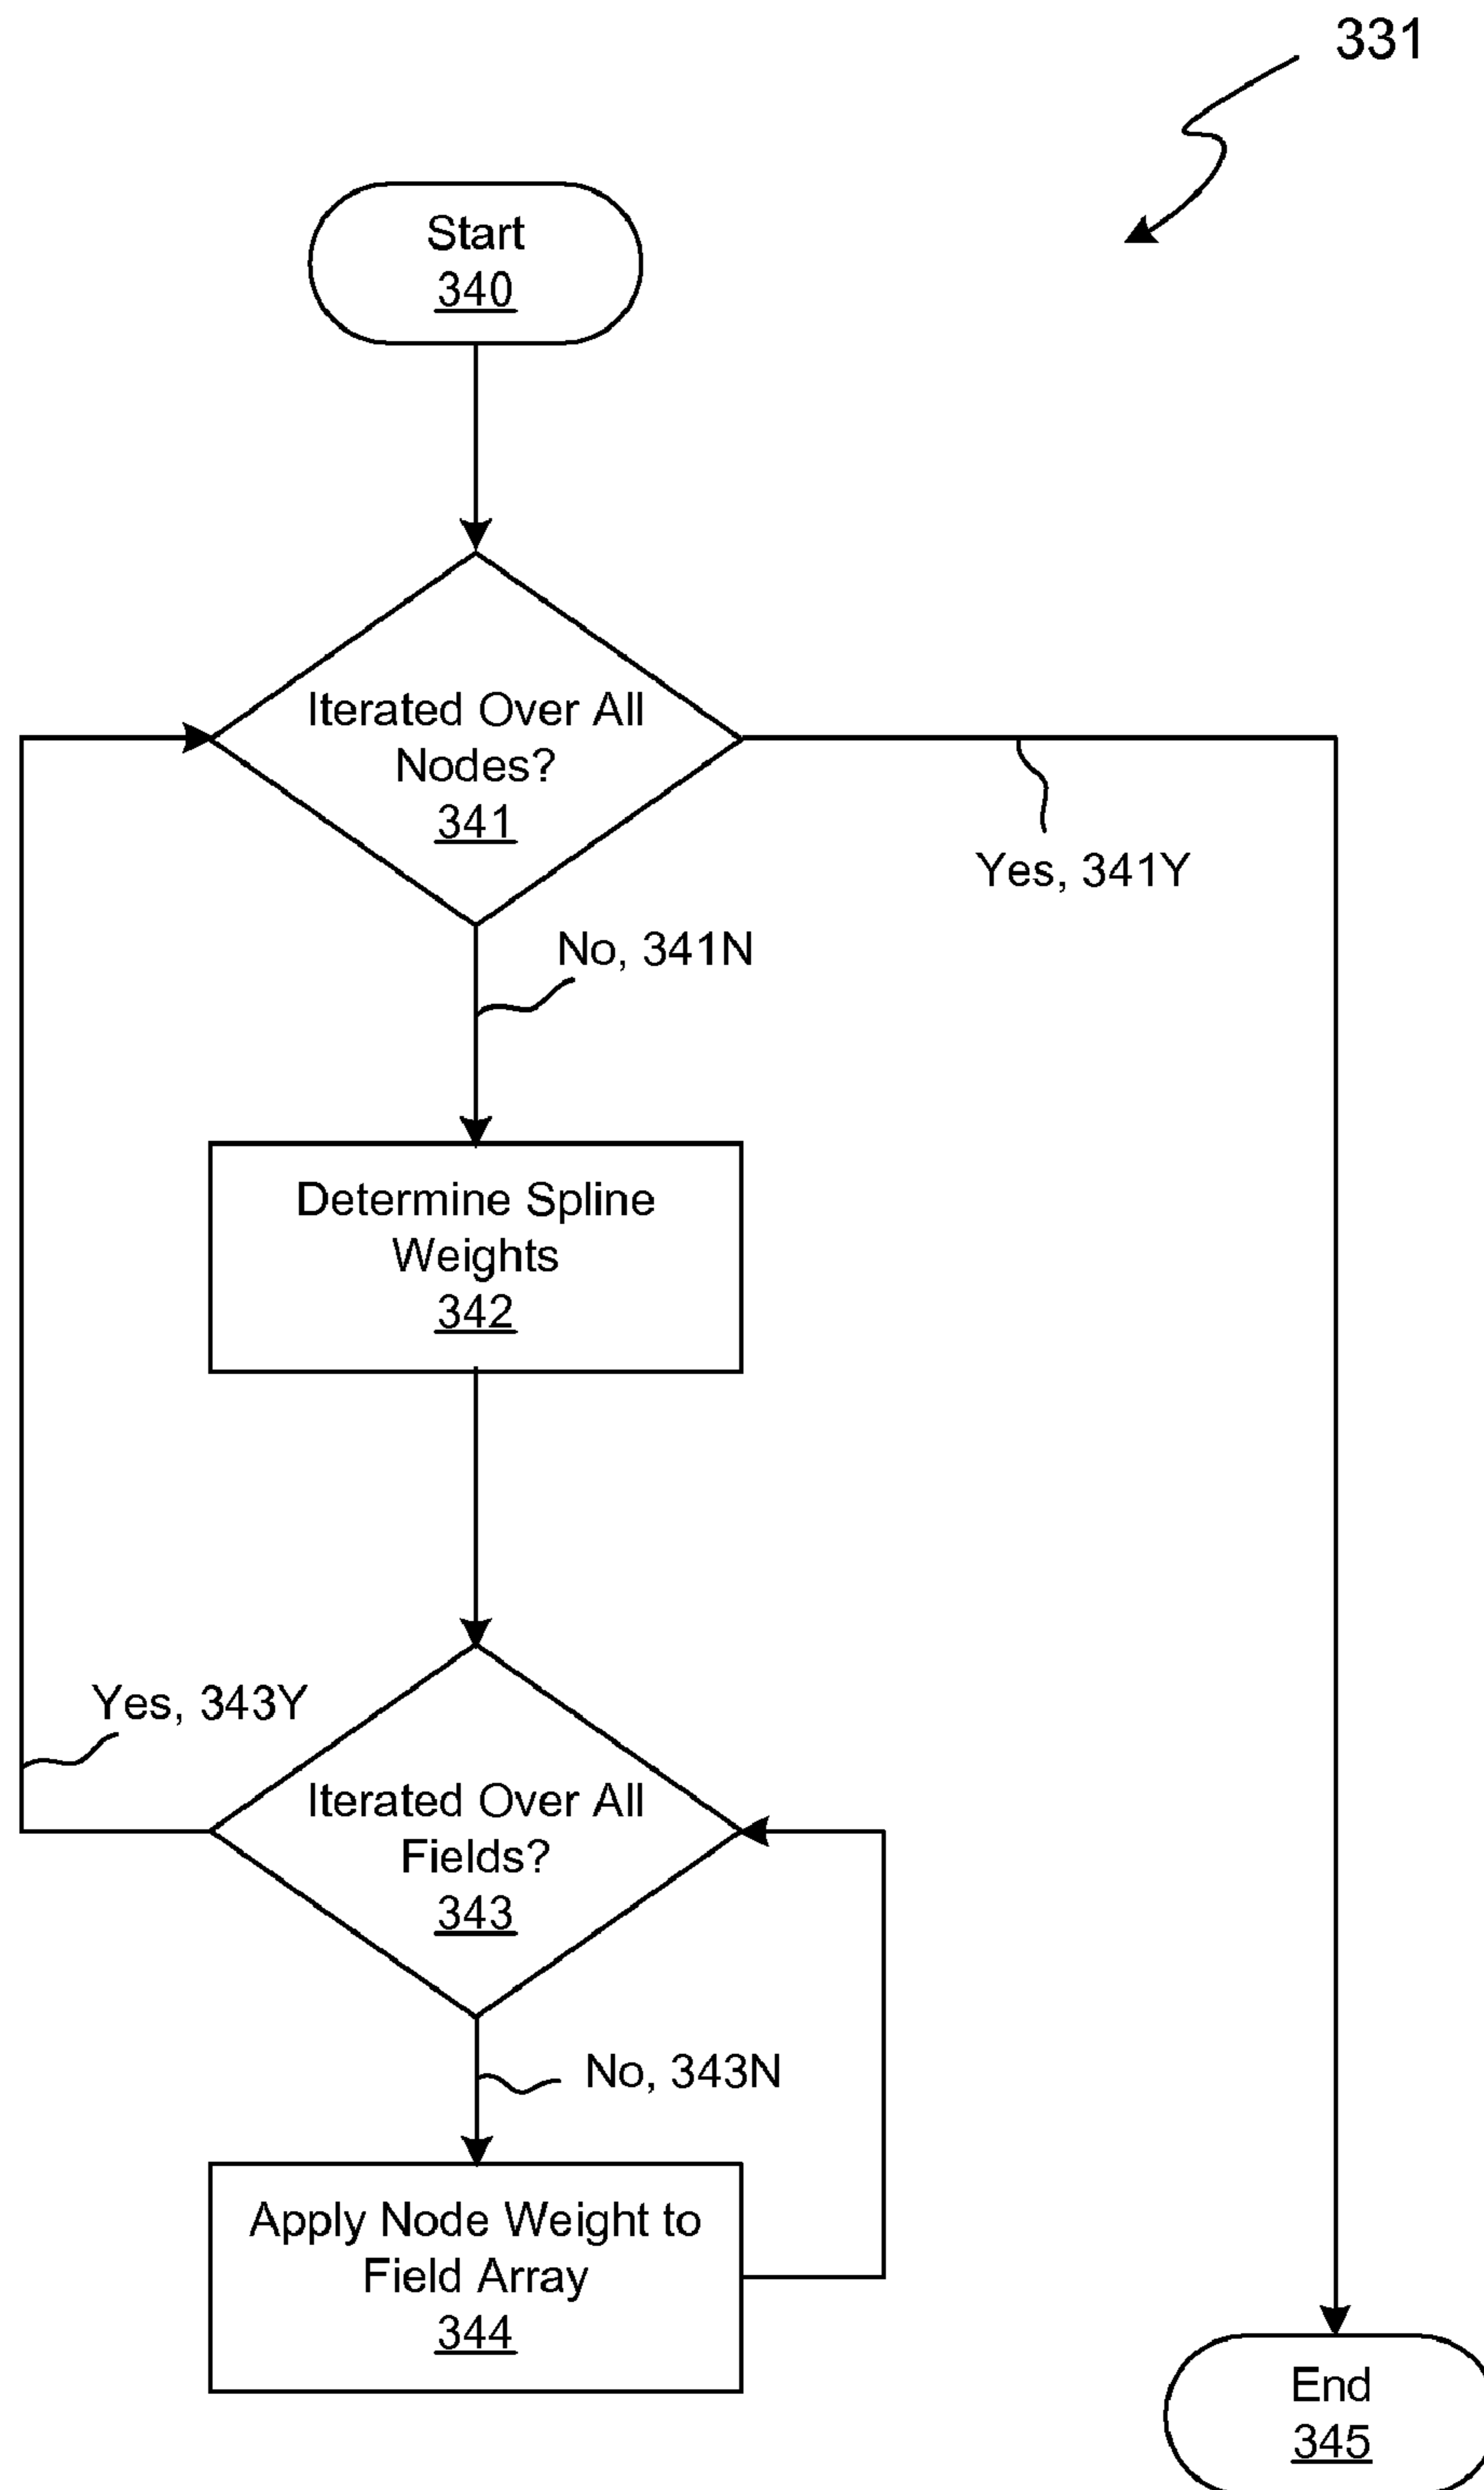 331
Start
340
Iterated Over All
Nodes?
341
Yes, 341Y
No, 341N
Determine Spline
Weights
342
Yes, 343Y
Iterated Over All
Fields?
343
No, 343N
Apply Node Weight to
Field Array
344
End
345